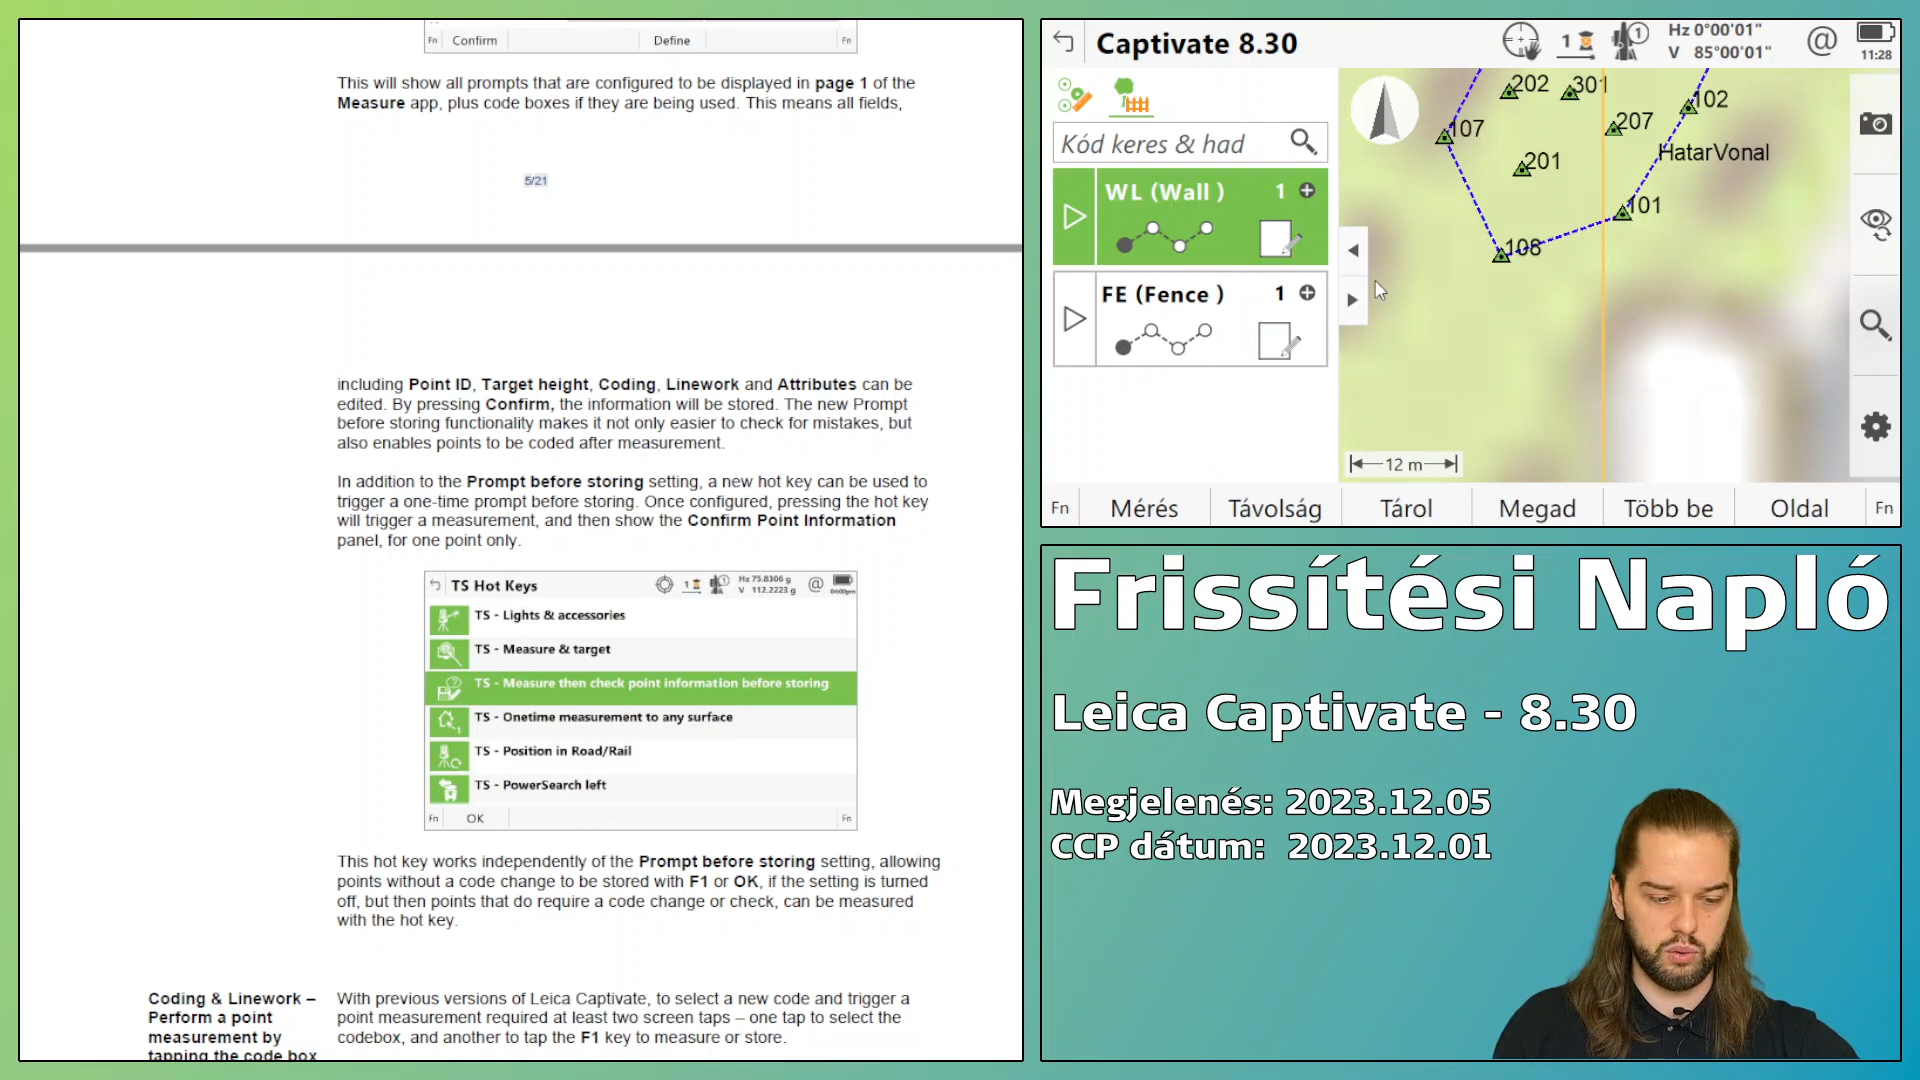 Fn Confirm Define Fn
This will show all prompts that are configured to be displayed in page 1 of the
Measure app, plus code boxes if they are being used. This means all fields,
5/21
including Point ID, Target height, Coding, Linework and Attributes can be
edited. By pressing Confirm, the information will be stored. The new Prompt
before storing functionality makes it not only easier to check for mistakes, but
also enables points to be coded after measurement.
In addition to the Prompt before storing setting, a new hot key can be used to
trigger a one-time prompt before storing. Once configured, pressing the hot key
will trigger a measurement, and then show the Confirm Point Information
panel, for one point only.
TS Hot Keys
1
1
Hz 75.8306 g
V 112.2223 g
@
04:00pm
TS - Lights & accessories
TS - Measure & target
TS - Measure then check point information before storing
TS - Onetime measurement to any surface
TS - Position in Road/Rail
TS - PowerSearch left
Fn OK Fn
This hot key works independently of the Prompt before storing setting, allowing
points without a code change to be stored with F1 or OK, if the setting is turned
off, but then points that do require a code change or check, can be measured
with the hot key.
Coding & Linework –
Perform a point
measurement by
tapping the code box
With previous versions of Leica Captivate, to select a new code and trigger a
point measurement required at least two screen taps – one tap to select the
codebox, and another to tap the F1 key to measure or store.
Captivate 8.30
1
1
Hz 0°00'01"
V 85°00'01"
@
11:28
Kód keres & had
WL (Wall ) 1
FE (Fence ) 1
202
301
102
107
207
201
HatarVonal
101
108
12 m
Fn Mérés Távolság Tárol Megad Több be Oldal Fn
Frissítési Napló
Leica Captivate - 8.30
Megjelenés: 2023.12.05
CCP dátum: 2023.12.01